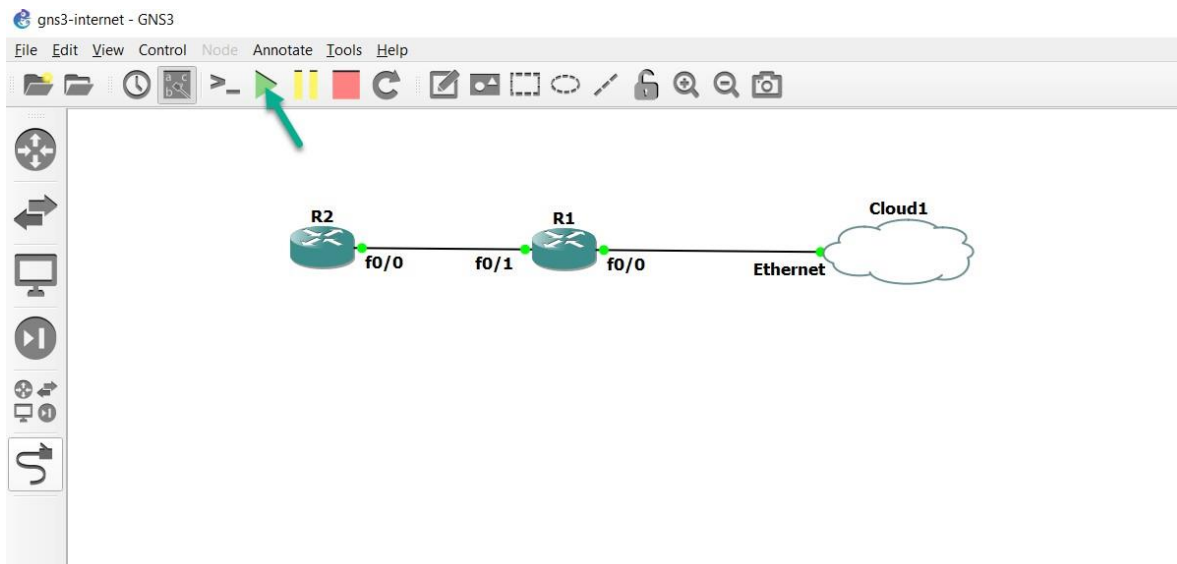 gns3-internet - GNS3
File Edit View Control Node Annotate Tools Help
R2
R1
Cloud1
f0/0
f0/1
f0/0
Ethernet